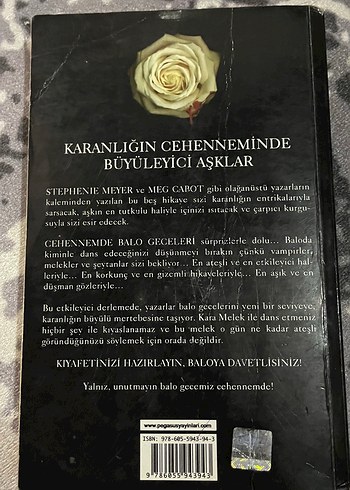 KARANLIĞIN CEHENNEMİNDE
BÜYÜLEYİCİ AŞKLAR
STEPHENIE MEYER ve MEG CABOT gibi olağanüstü yazarların
kaleminden yazılan bu beş hikaye sizi karanlığın entrikalarıyla
sarsacak, aşkın en tutkulu haliyle içinizi ısıtacak ve çarpıcı kurgu-
suyla sizi esir edecek.
CEHENNEMDE BALO GECELERİ sürprizlerle dolu... Baloda
kiminle dans edeceğinizi düşünmeyi bırakın çünkü vampirler,
melekler ve şeytanlar sizi bekliyor... En ateşli ve en etkileyici hal-
leriyle... En korkunç ve en gizemli hikayeleriyle... En aşık ve en
düşman gözleriyle...
Bu etkileyici derlemede, yazarlar balo gecelerini yeni bir seviyeye,
karanlığın büyülü mertebesine taşıyor. Kara Melek ile dans etmeniz
hiçbir şey ile kıyaslanamaz ve bu melek o gün ne kadar ateşli
göründüğünüzü söylemek için orada değildir.
KIYAFETİNİZİ HAZIRLAYIN, BALOYA DAVETLİSİNİZ!
Yalnız, unutmayın balo gecemiz cehennemde!
www.pegasusyayinlari.com
ISBN: 978-605-5943-94-3
9 786055 943943